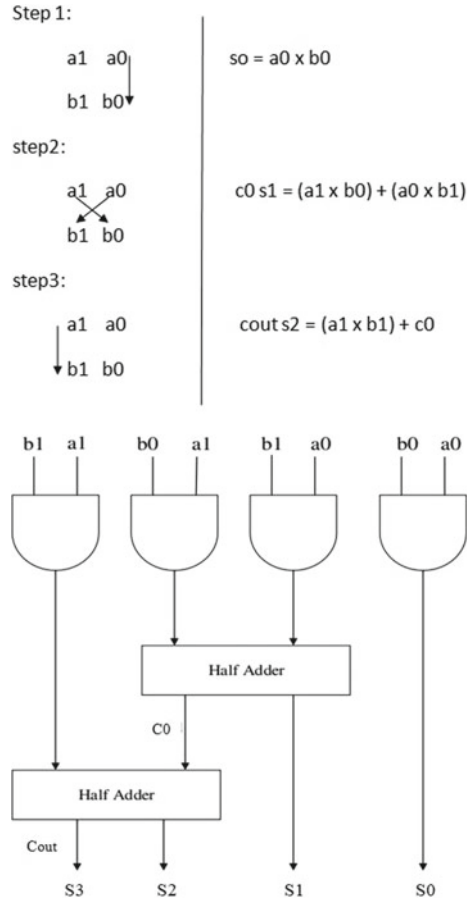 Step 1:
a1 a0
so = a0 x b0
b1 b0
step2:
a1 a0
c0 s1 = (a1 x b0) + (a0 x b1)
b1 b0
step3:
a1 a0
cout s2 = (a1 x b1) + c0
b1 b0
b1 a1 b0 a1 b1 a0 b0 a0
Half Adder
C0
Half Adder
Cout
S3 S2 S1 S0